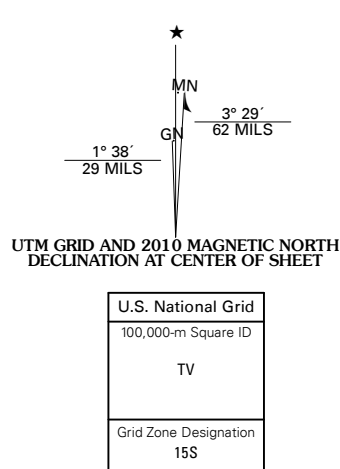 ★
MN
3° 29´
62 MILS
GN
1° 38´
29 MILS
UTM GRID AND 2010 MAGNETIC NORTH
DECLINATION AT CENTER OF SHEET
U.S. National Grid
100,000-m Square ID
TV
Grid Zone Designation
15S